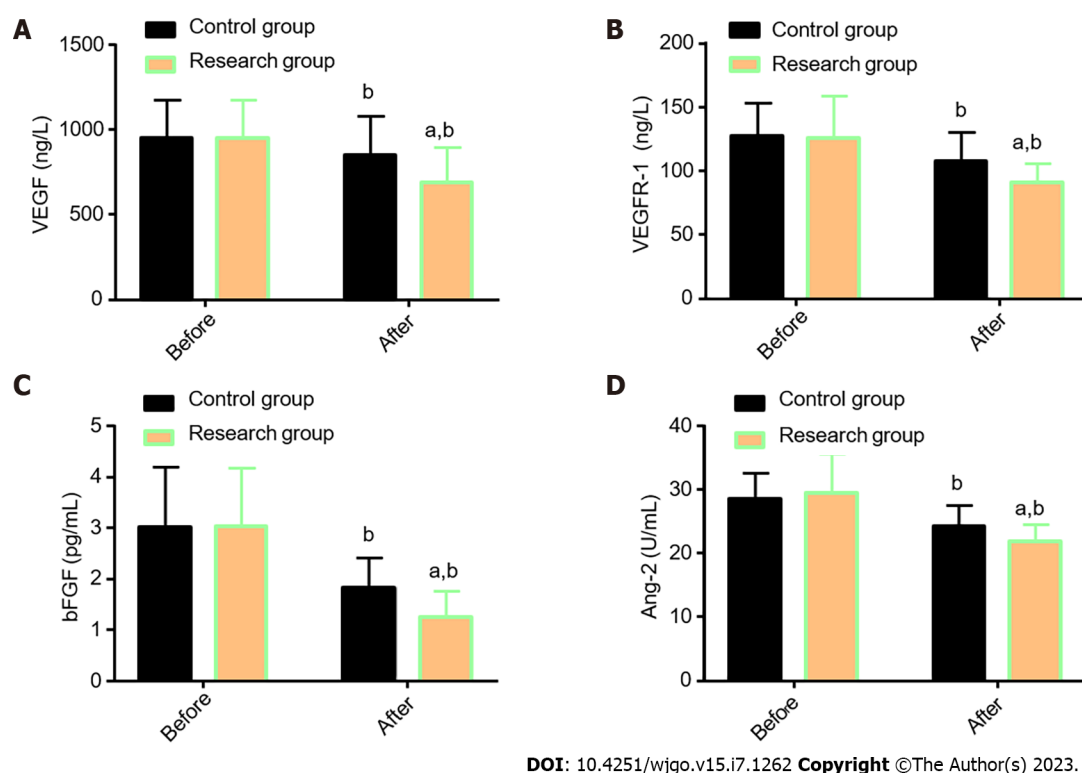 A
Control group
Research group
VEGF (ng/L)
1500
1000
500
0
b
a,b
Before
After
B
Control group
Research group
VEGFR-1 (ng/L)
200
150
100
50
0
b
a,b
Before
After
C
Control group
Research group
bFGF (pg/mL)
5
4
3
2
1
0
b
a,b
Before
After
D
Control group
Research group
Ang-2 (U/mL)
40
30
20
10
0
b
a,b
Before
After
DOI: 10.4251/wjgo.v15.i7.1262 Copyright ©The Author(s) 2023.